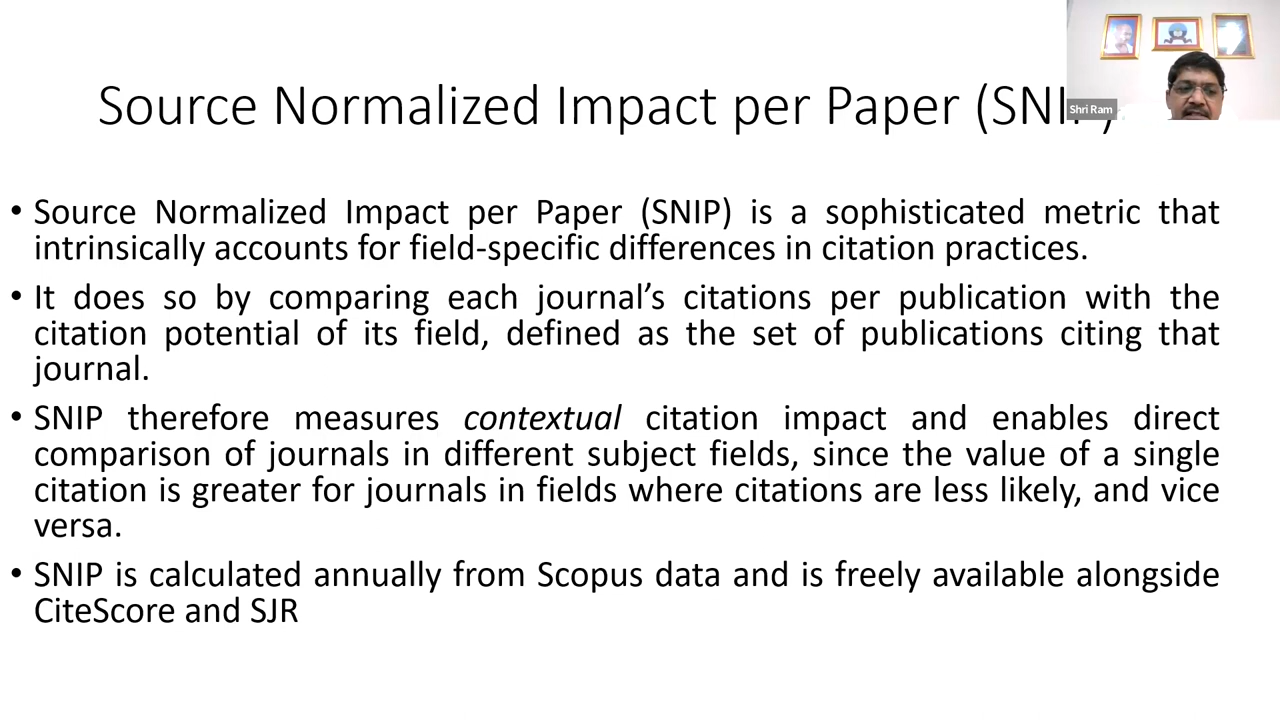 Source Normalized Impact per Paper (SNIP)
Shri Ram
• Source Normalized Impact per Paper (SNIP) is a sophisticated metric that
intrinsically accounts for field-specific differences in citation practices.
• It does so by comparing each journal’s citations per publication with the
citation potential of its field, defined as the set of publications citing that
journal.
• SNIP therefore measures contextual citation impact and enables direct
comparison of journals in different subject fields, since the value of a single
citation is greater for journals in fields where citations are less likely, and vice
versa.
• SNIP is calculated annually from Scopus data and is freely available alongside
CiteScore and SJR